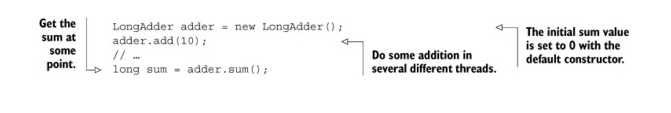 Get the
sum at
some
point.
LongAdder adder = new LongAdder();
adder.add(10);
// …
long sum = adder.sum();
Do some addition in
several different threads.
The initial sum value
is set to 0 with the
default constructor.